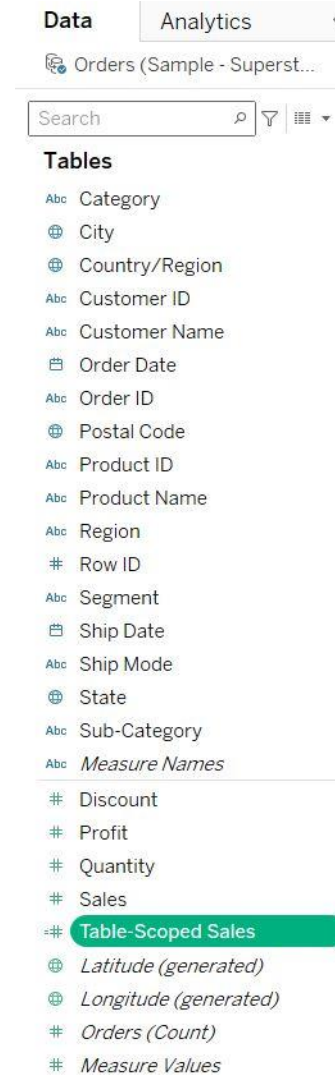 Data Analytics
Orders (Sample - Superst...
Search
Tables
Abc Category
City
Country/Region
Abc Customer ID
Abc Customer Name
Order Date
Abc Order ID
Postal Code
Abc Product ID
Abc Product Name
Abc Region
# Row ID
Abc Segment
Ship Date
Abc Ship Mode
State
Abc Sub-Category
Abc Measure Names
# Discount
# Profit
# Quantity
# Sales
=# Table-Scoped Sales
Latitude (generated)
Longitude (generated)
# Orders (Count)
# Measure Values